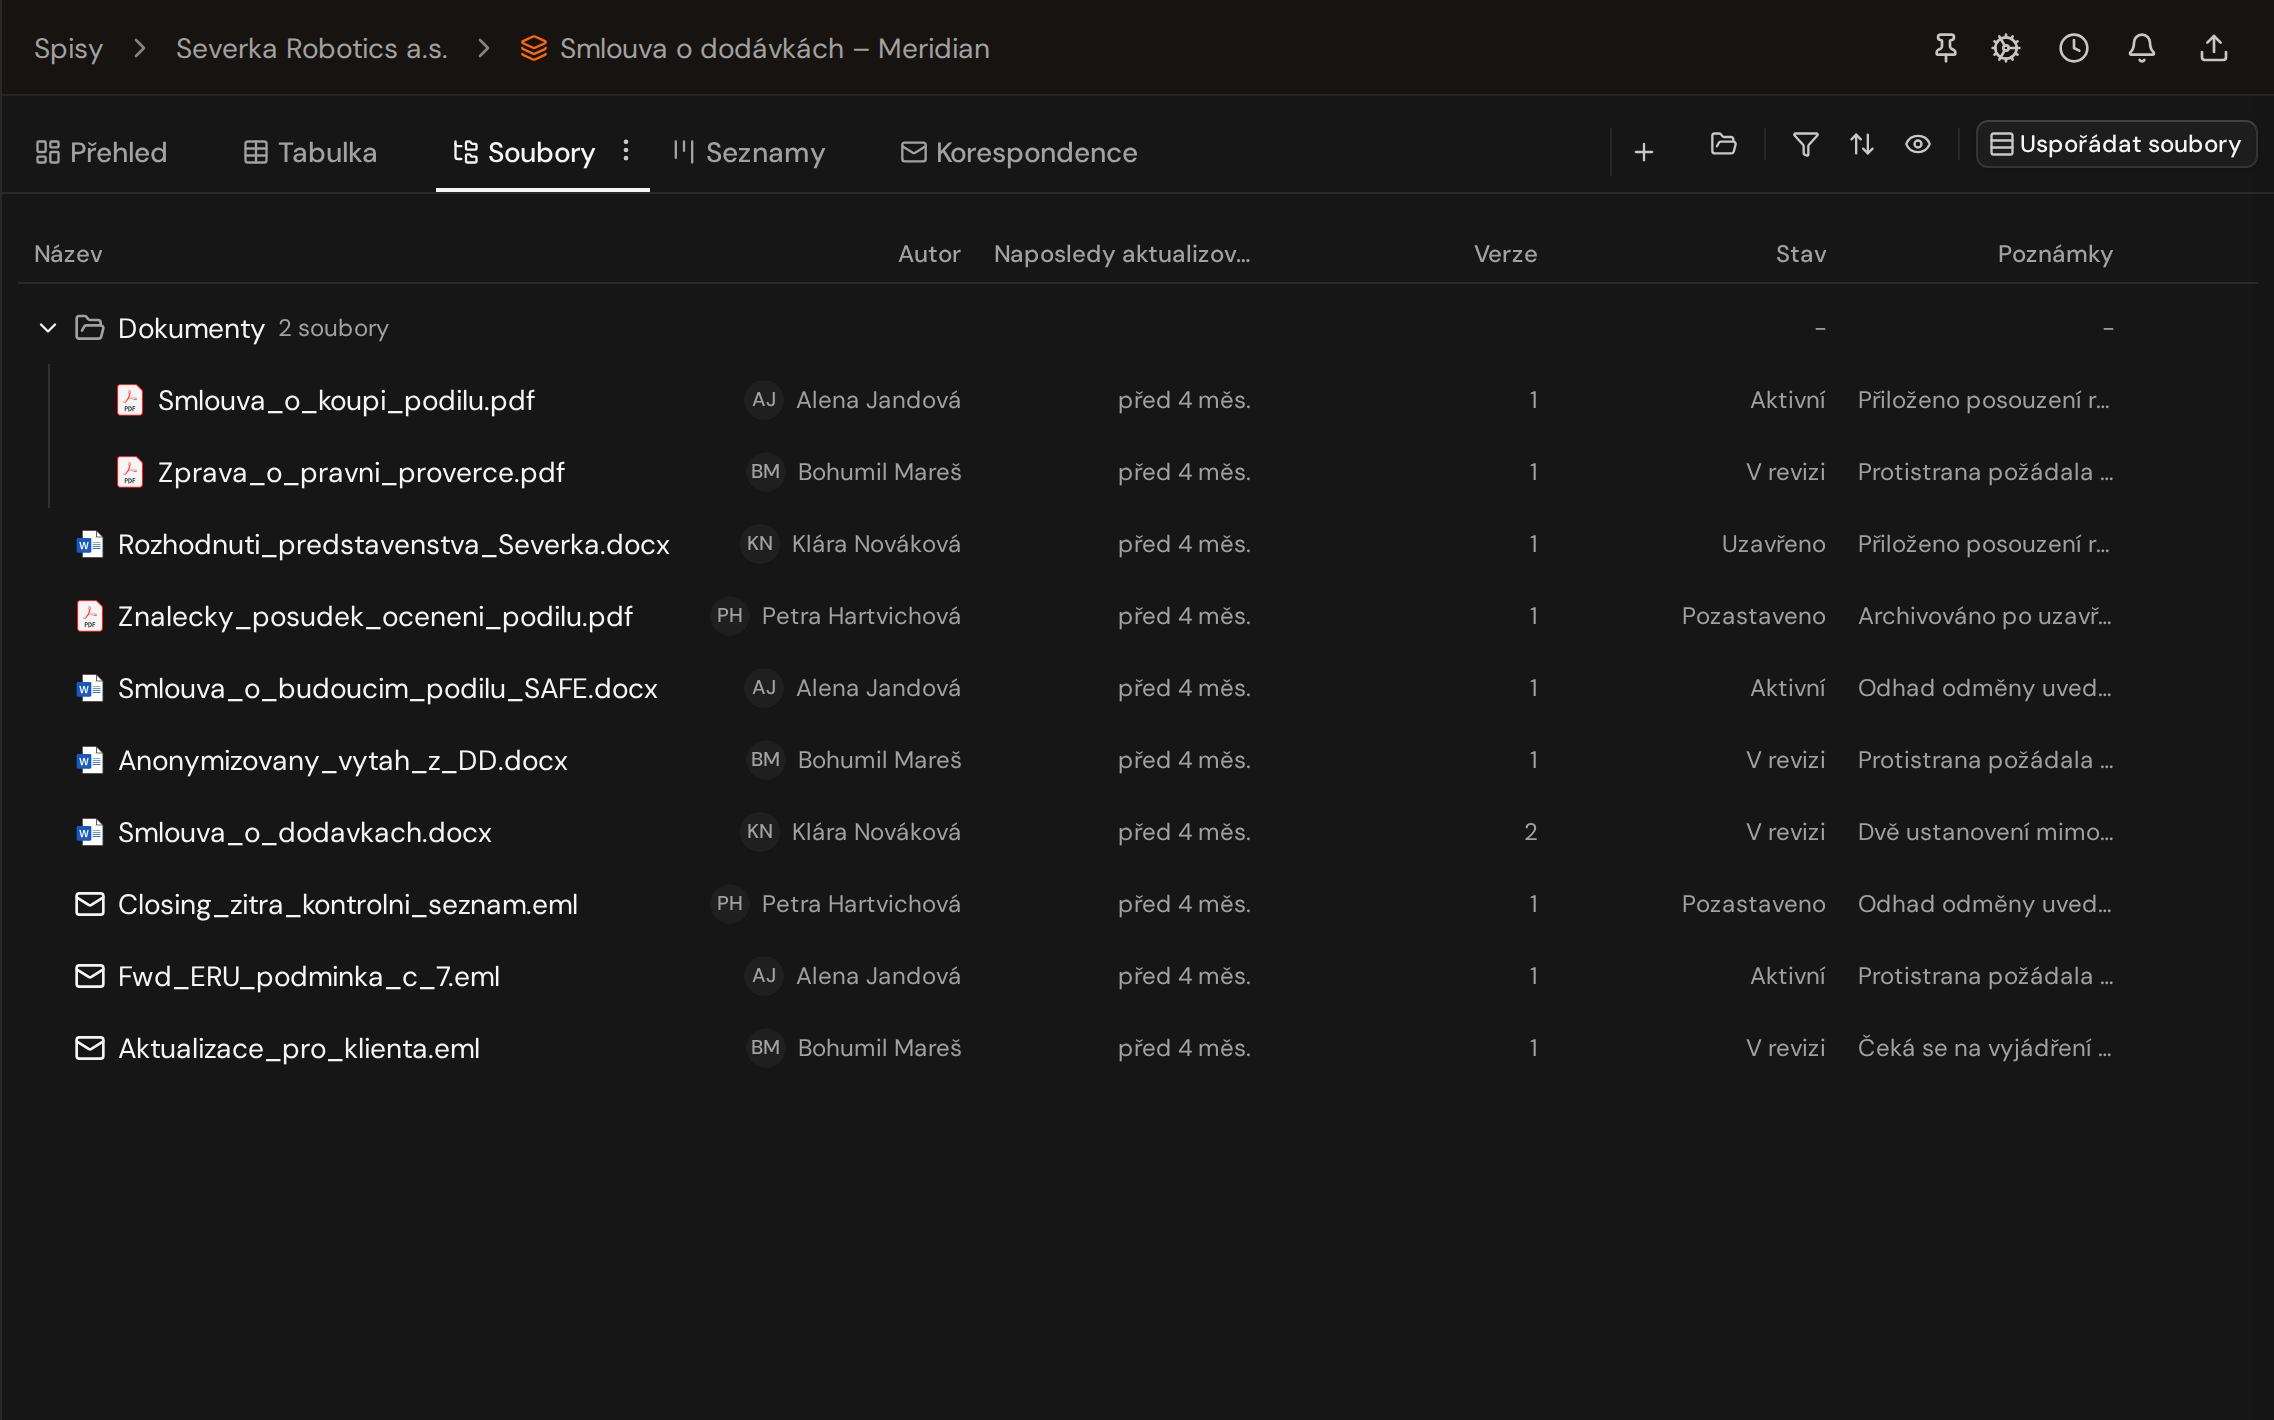 Spisy > Severka Robotics a.s. > Smlouva o dodávkách – Meridian
Přehled Tabulka Soubory Seznamy Korespondence Uspořádat soubory
Název Autor Naposledy aktualizov... Verze Stav Poznámky
Dokumenty 2 soubory – –
Smlouva_o_koupi_podilu.pdf AJ Alena Jandová před 4 měs. 1 Aktivní Přiloženo posouzení r...
Zprava_o_pravni_proverce.pdf BM Bohumil Mareš před 4 měs. 1 V revizi Protistrana požádala ...
Rozhodnuti_predstavenstva_Severka.docx KN Klára Nováková před 4 měs. 1 Uzavřeno Přiloženo posouzení r...
Znalecky_posudek_oceneni_podilu.pdf PH Petra Hartvichová před 4 měs. 1 Pozastaveno Archivováno po uzavř...
Smlouva_o_budoucim_podilu_SAFE.docx AJ Alena Jandová před 4 měs. 1 Aktivní Odhad odměny uved...
Anonymizovany_vytah_z_DD.docx BM Bohumil Mareš před 4 měs. 1 V revizi Protistrana požádala ...
Smlouva_o_dodavkach.docx KN Klára Nováková před 4 měs. 2 V revizi Dvě ustanovení mimo...
Closing_zitra_kontrolni_seznam.eml PH Petra Hartvichová před 4 měs. 1 Pozastaveno Odhad odměny uved...
Fwd_ERU_podminka_c_7.eml AJ Alena Jandová před 4 měs. 1 Aktivní Protistrana požádala ...
Aktualizace_pro_klienta.eml BM Bohumil Mareš před 4 měs. 1 V revizi Čeká se na vyjádření ...